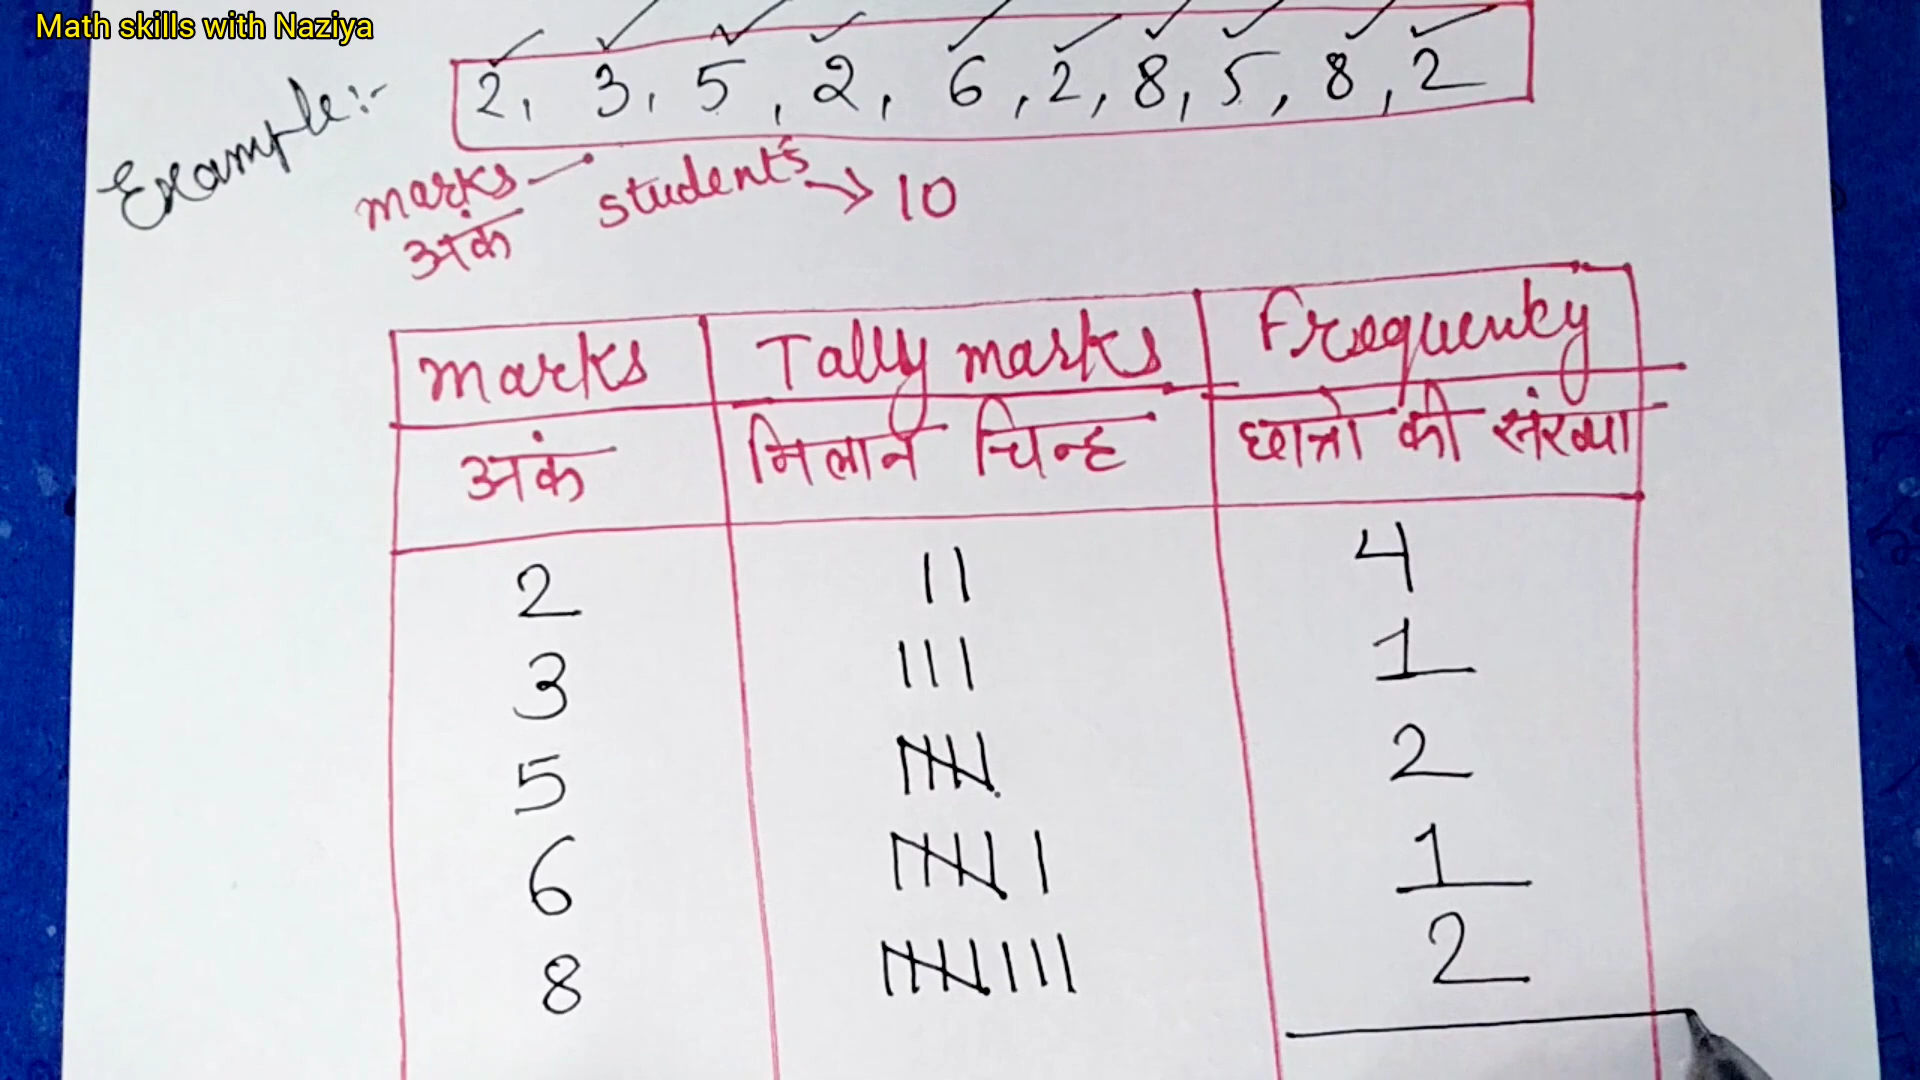 Math skills with Naziya
Example:-
2, 3, 5, 2, 6, 2, 8, 5, 8, 2
marks — students → 10
अंक
marks Tally marks Frequenky
अंक मिलान चिन्ह छात्रो की संख्या
2 || 4
3 ||| 1
5 |||| 2
6 |||| | 1
8 |||| ||| 2